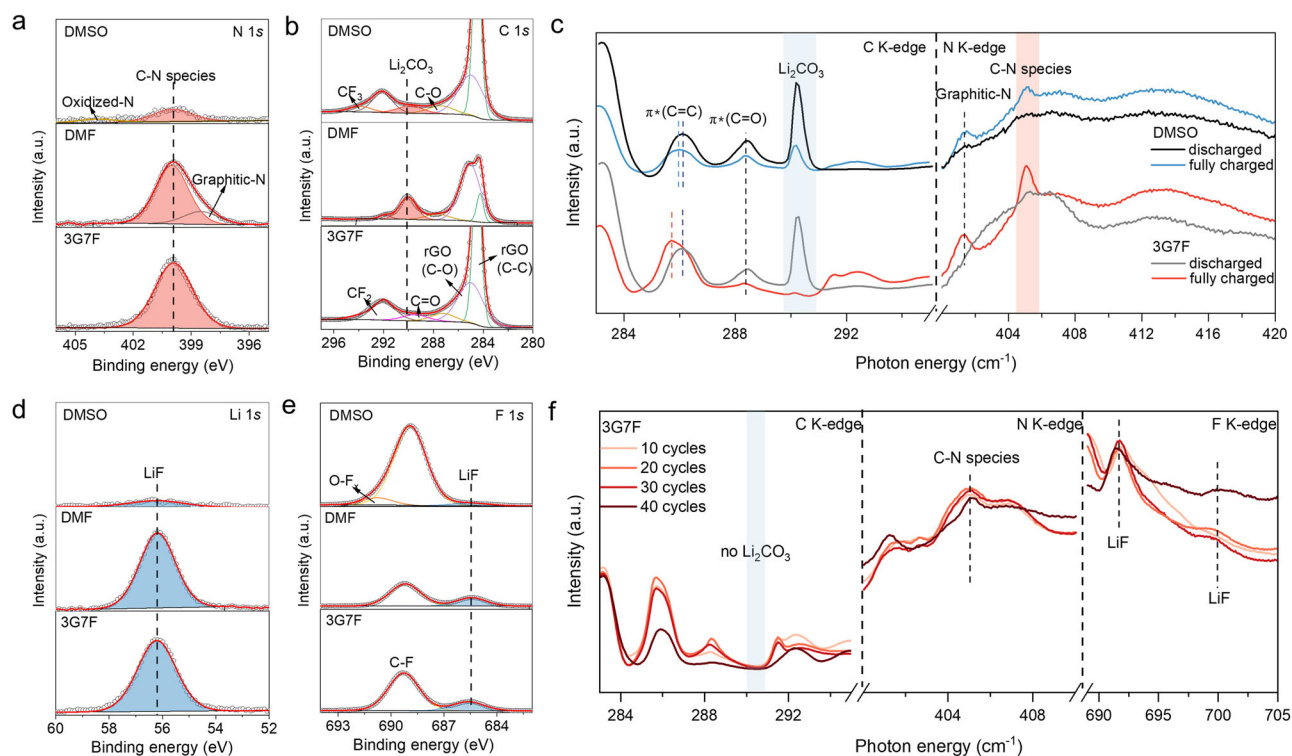 a
DMSO N 1s
C-N species
Oxidized-N
DMF
Graphitic-N
3G7F
Intensity (a.u.)
405 402 399 396
Binding energy (eV)
b
DMSO C 1s
Li2CO3
CF3
C-O
DMF
3G7F
rGO
(C-O)
rGO
(C-C)
CF2
C=O
Intensity (a.u.)
296 292 288 284 280
Binding energy (eV)
c
C K-edge N K-edge
Li2CO3
C-N species
Graphitic-N
π*(C=C)
π*(C=O)
DMSO
discharged
fully charged
3G7F
discharged
fully charged
Intensity (a.u.)
284 288 292 401 404 408 412 416 420
Photon energy (cm-1)
d
DMSO Li 1s
LiF
DMF
3G7F
Intensity (a.u.)
60 58 56 54 52
Binding energy (eV)
e
DMSO F 1s
O-Fx
LiF
DMF
3G7F
C-F
Intensity (a.u.)
693 690 687 684
Binding energy (eV)
f
3G7F
C K-edge
N K-edge
F K-edge
10 cycles
20 cycles
30 cycles
40 cycles
C-N species
no Li2CO3
LiF
LiF
Intensity (a.u.)
284 288 292 404 408 690 695 700 705
Photon energy (cm-1)